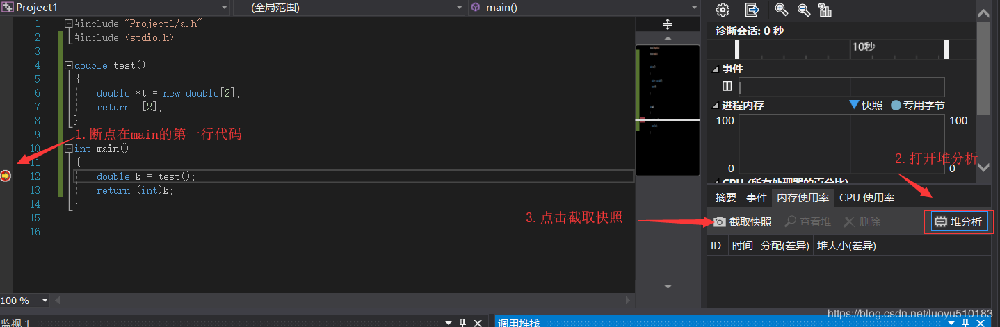 Project1
(全局范围)
main()
1 #include "Project1/a.h"
2 #include <stdio.h>
3
4 double test()
5 {
6 double *t = new double[2];
7 return t[2];
8 }
9
1.断点在main的第一行代码
10 int main()
11 {
12 double k = test();
13 return (int)k;
14 }
15
16
100 %
监视 1
调用堆栈
诊断会话: 0 秒
10秒
事件
进程内存
快照 专用字节
100 100
0 0
2.打开堆分析
CPU (所有处理器的百分比)
摘要 事件 内存使用率 CPU 使用率
3.点击截取快照
截取快照 查看堆 删除 堆分析
ID 时间 分配(差异) 堆大小(差异)
https://blog.csdn.net/luoyu510183